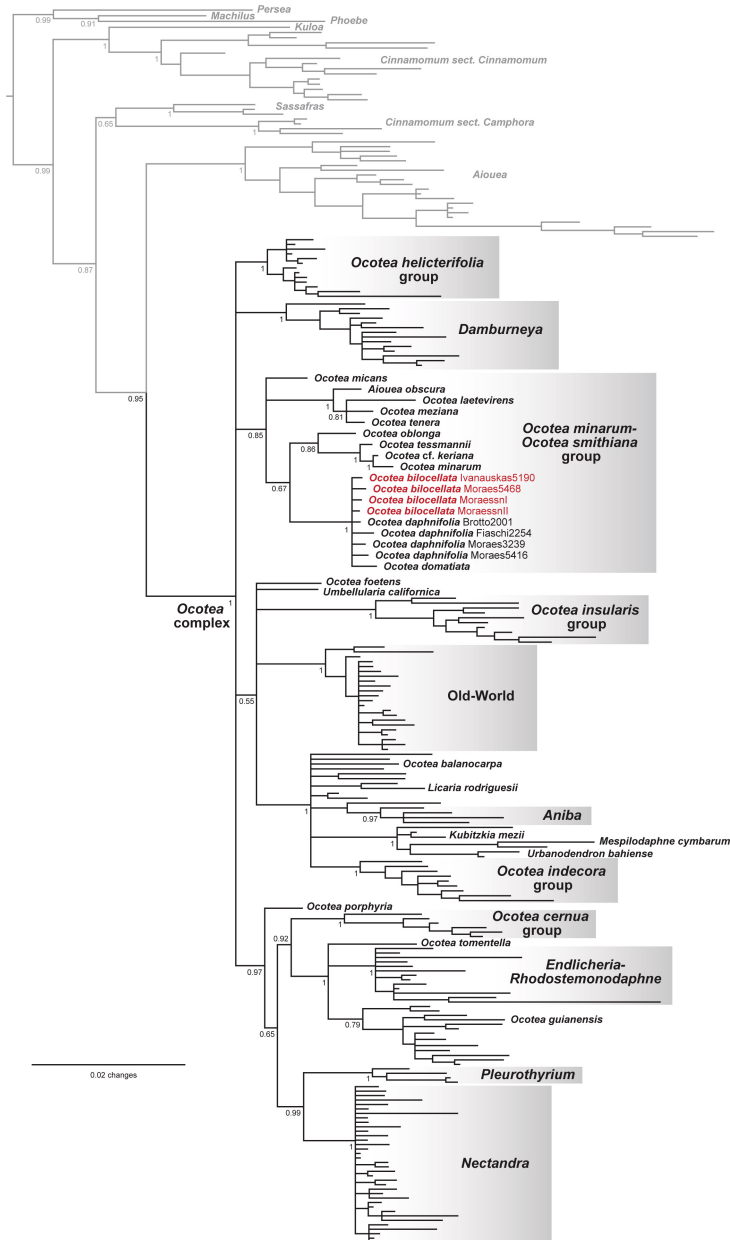 Persea
0.99
0.91
Machilus
Phoebe
Kuloa
1
1
Cinnamomum sect. Cinnamomum
Sassafras
1
0.65
Cinnamomum sect. Camphora
1
0.99
1
Aiouea
0.87
Ocotea helicterifolia
group
1
1
Damburneya
0.95
Ocotea micans
Aiouea obscura
1
Ocotea laetevirens
0.81
Ocotea meziana
Ocotea tenera
0.85
Ocotea oblonga
0.86
Ocotea tessmannii
1
Ocotea cf. keriana
1
Ocotea minarum
Ocotea minarum-
Ocotea smithiana
group
0.67
Ocotea bilocellata Ivanauskas5190
Ocotea bilocellata Moraes5468
Ocotea bilocellata MoraessnI
Ocotea bilocellata MoraessnII
1
Ocotea daphnifolia Brotto2001
Ocotea daphnifolia Fiaschi2254
Ocotea daphnifolia Moraes3239
Ocotea daphnifolia Moraes5416
Ocotea domatiata
Ocotea
complex
1
Ocotea foetens
Umbellularia californica
1
Ocotea insularis
group
1
Old-World
0.55
Ocotea balanocarpa
Licaria rodriguesii
1
0.97
Aniba
1
Kubitzkia mezii
Mespilodaphne cymbarum
Urbanodendron bahiense
1
Ocotea indecora
group
Ocotea porphyria
0.97
0.92
1
Ocotea cernua
group
Ocotea tomentella
1
1
Endlicheria-
Rhodostemonodaphne
0.79
Ocotea guianensis
0.65
0.02 changes
1
Pleurothyrium
0.99
1
Nectandra